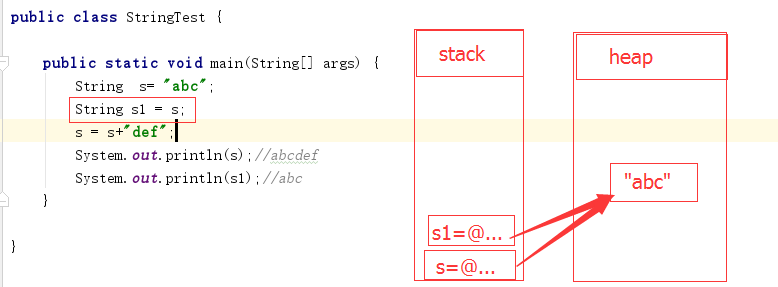 public class StringTest {
public static void main(String[] args) {
String s= "abc";
String s1 = s;
s = s+"def";
System.out.println(s);//abcdef
System.out.println(s1);//abc
}
}
stack
s1=@...
s=@...
heap
"abc"